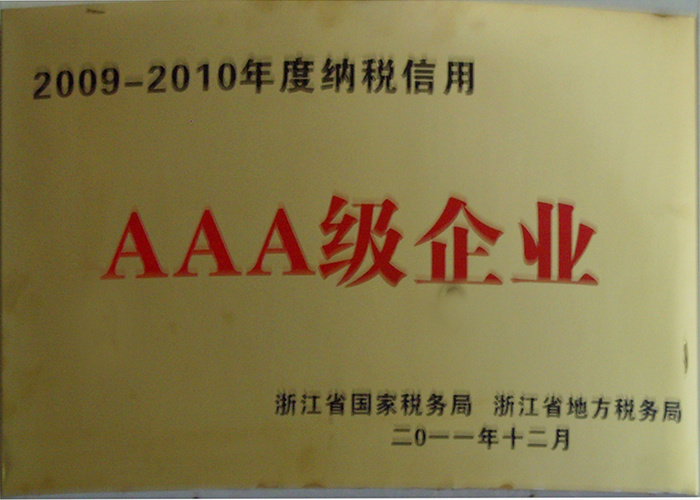 2009-2010年度纳税信用
AAA级企业
浙江省国家税务局 浙江省地方税务局
二0一一年十二月